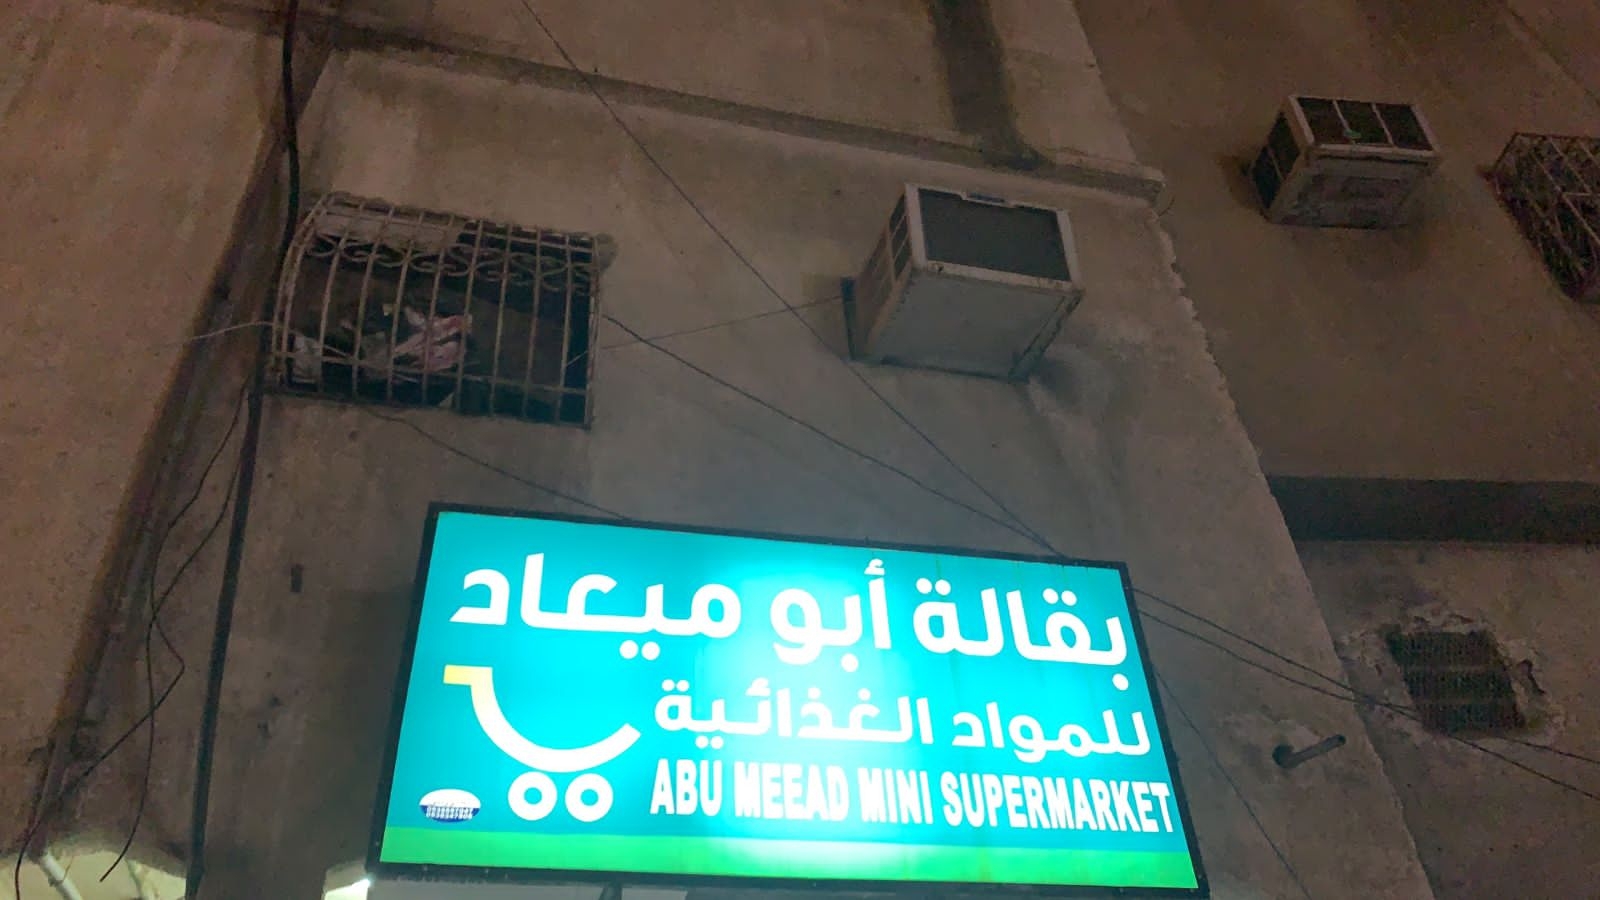 بقالة أبو ميعاد
للمواد الغذائية
ABU MEEAD MINI SUPERMARKET